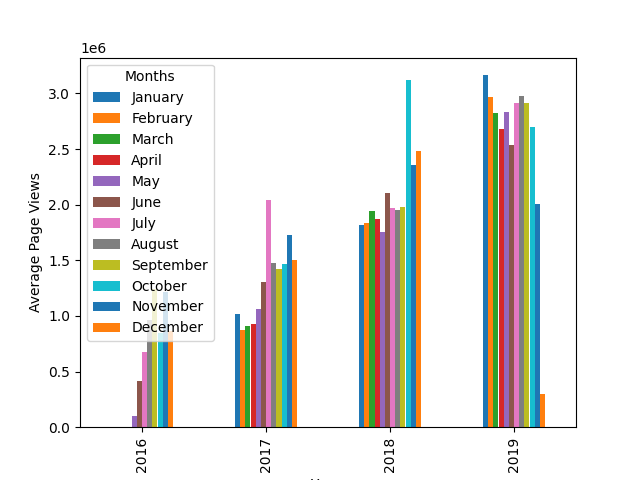 1e6
Months
January
February
March
April
May
June
July
August
September
October
November
December
Average Page Views
3.0
2.5
2.0
1.5
1.0
0.5
0.0
2016
2017
2018
2019